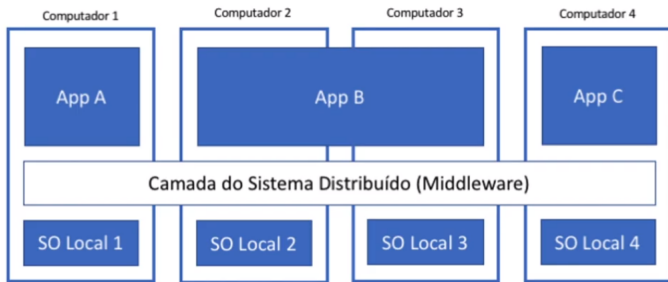 Computador 1
Computador 2
Computador 3
Computador 4
App A
App B
App C
Camada do Sistema Distribuído (Middleware)
SO Local 1
SO Local 2
SO Local 3
SO Local 4